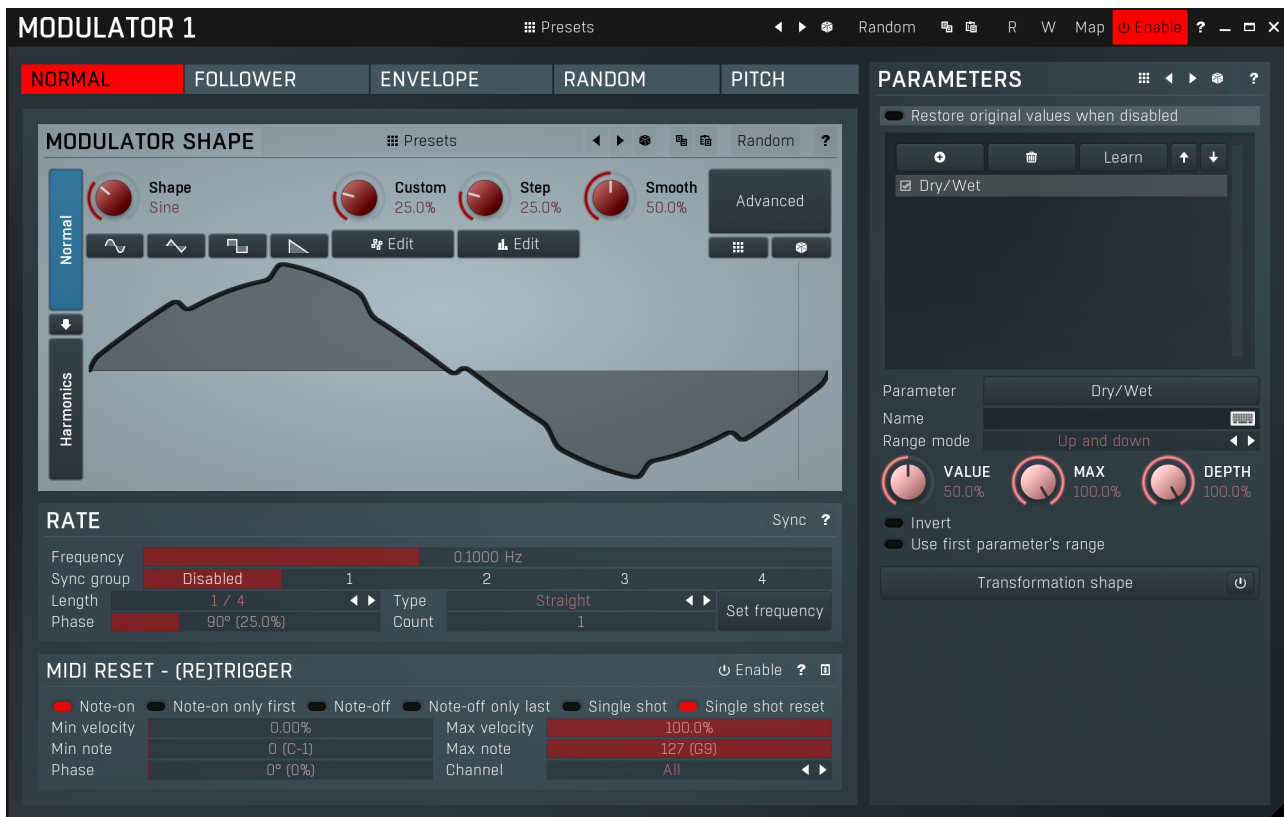 MODULATOR 1 Presets Random R W Map Enable ?
NORMAL FOLLOWER ENVELOPE RANDOM PITCH
MODULATOR SHAPE Presets Random ?
Normal
Harmonics
Shape
Sine
Custom
25.0%
Step
25.0%
Smooth
50.0%
Advanced
Edit Edit
RATE Sync ?
Frequency 0.1000 Hz
Sync group Disabled 1 2 3 4
Length 1 / 4 Type Straight
Phase 90° (25.0%) Count 1
Set frequency
MIDI RESET - (RE)TRIGGER Enable ?
Note-on Note-on only first Note-off Note-off only last Single shot Single shot reset
Min velocity 0.00% Max velocity 100.0%
Min note 0 (C-1) Max note 127 (G9)
Phase 0° (0%) Channel All
PARAMETERS ?
Restore original values when disabled
Learn
Dry/Wet
Parameter Dry/Wet
Name
Range mode Up and down
VALUE
50.0%
MAX
100.0%
DEPTH
100.0%
Invert
Use first parameter's range
Transformation shape